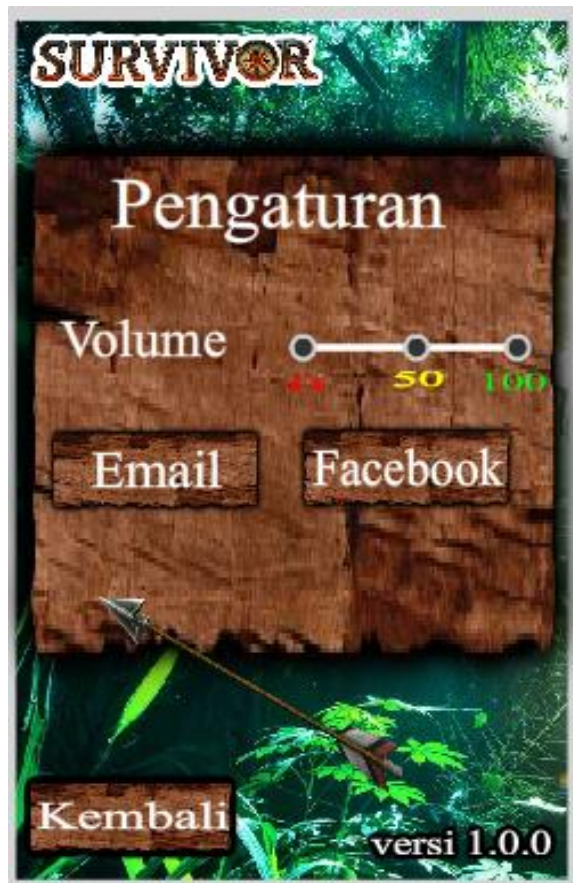 SURVIVOR
Pengaturan
Volume
50 100
Email Facebook
Kembali
versi 1.0.0